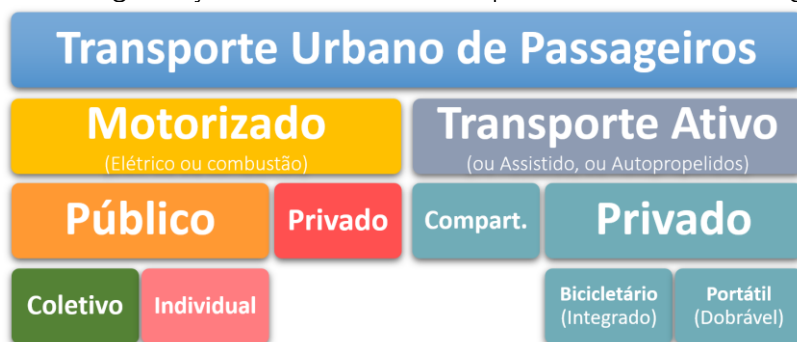 Transporte Urbano de Passageiros
Motorizado
(Elétrico ou combustão)
Transporte Ativo
(ou Assistido, ou Autopropelidos)
Público
Privado
Compart.
Privado
Coletivo
Individual
Bicicletário
(Integrado)
Portátil
(Dobrável)